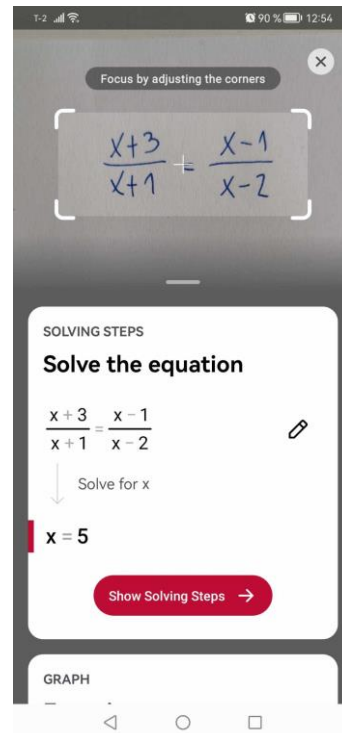 T-2 90 % 12:54
Focus by adjusting the corners
x+3 = x-1
x+1 x-2
SOLVING STEPS
Solve the equation
x + 3 = x - 1
x + 1 x - 2
Solve for x
x = 5
Show Solving Steps →
GRAPH